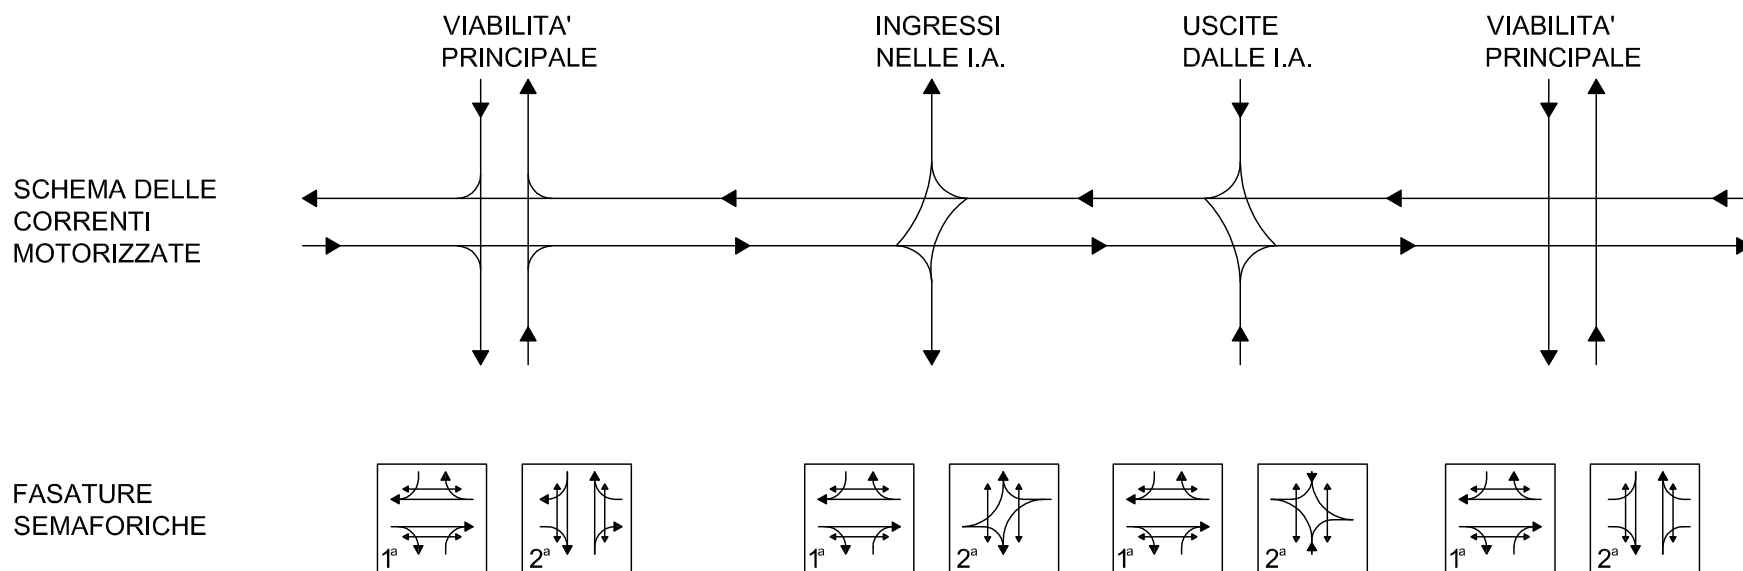 VIABILITA'
PRINCIPALE
INGRESSI
NELLE I.A.
USCITE
DALLE I.A.
VIABILITA'
PRINCIPALE
SCHEMA DELLE
CORRENTI
MOTORIZZATE
FASATURE
SEMAFORICHE
1ª
2ª
1ª
2ª
1ª
2ª
1ª
2ª